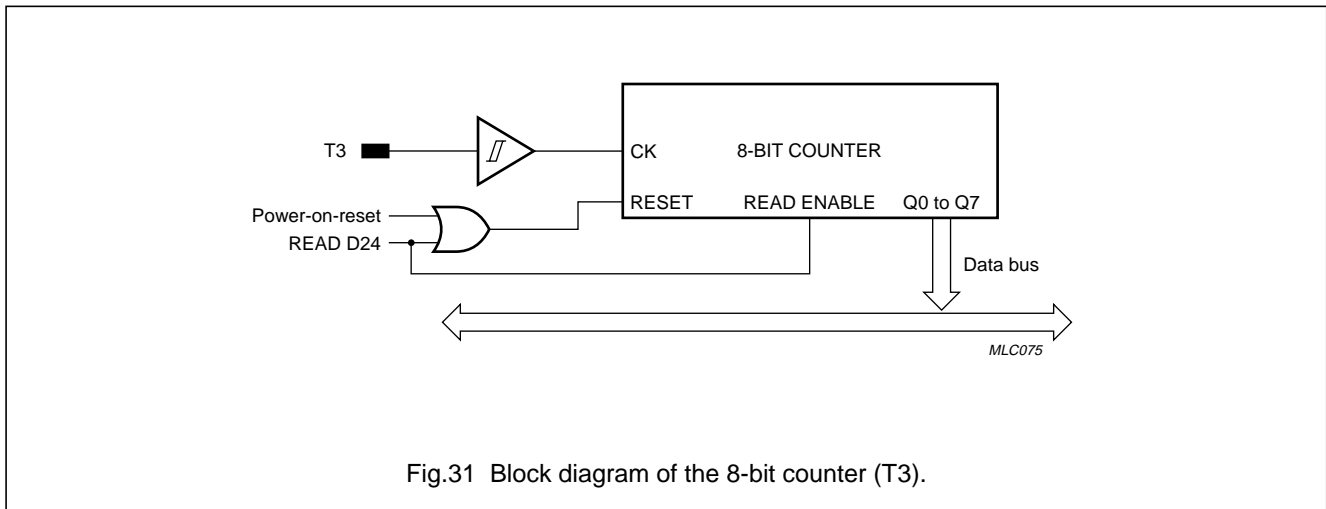 T3
CK
8-BIT COUNTER
RESET
READ ENABLE
Q0 to Q7
Power-on-reset
READ D24
Data bus
MLC075
Fig.31 Block diagram of the 8-bit counter (T3).